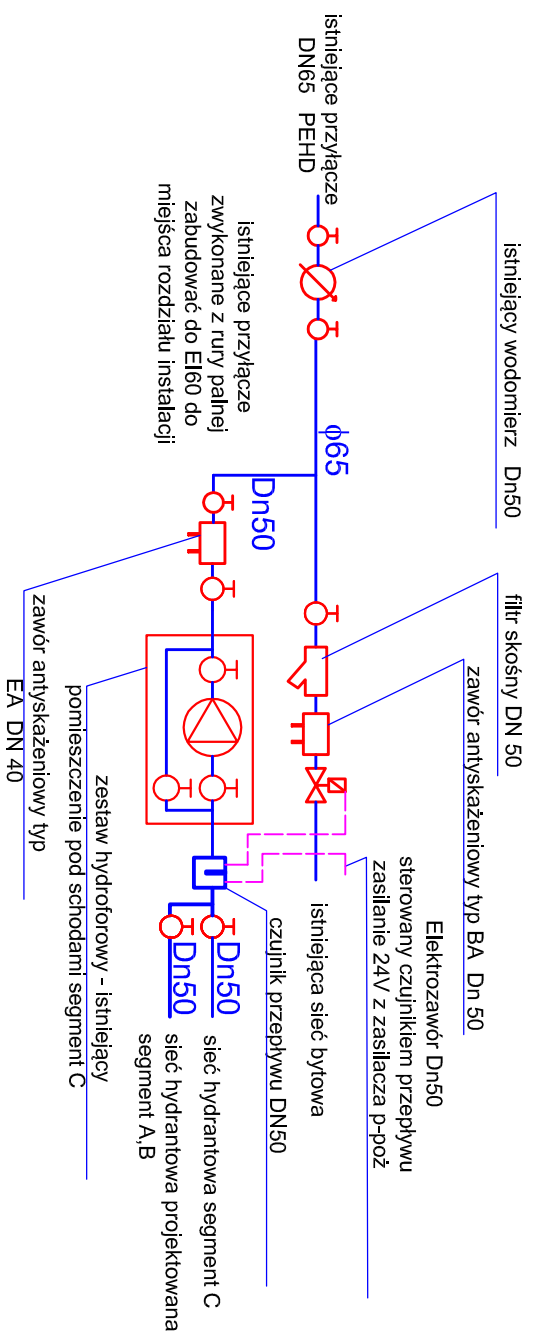 istniejące przyłącze
DN65 PEHD
istniejący wodomierz Dn50
istniejące przyłącze
zwykonane z rury palnej
zabudować do EI60 do
miejsca rozdziału instalacji
ϕ65
Dn50
filtr skośny DN 50
zawór antyskażeniowy typ BA Dn 50
Elektrozawór Dn50
sterowany czujnikiem przepływu
zasilanie 24V z zasilacza p-poż
istniejąca sieć bytowa
czujnik przepływu DN50
Dn50
sieć hydrantowa segment C
Dn50
sieć hydrantowa projektowana
segment A,B
zestaw hydroforowy - istniejący
pomieszczenie pod schodami segment C
zawór antyskażeniowy typ
EA DN 40